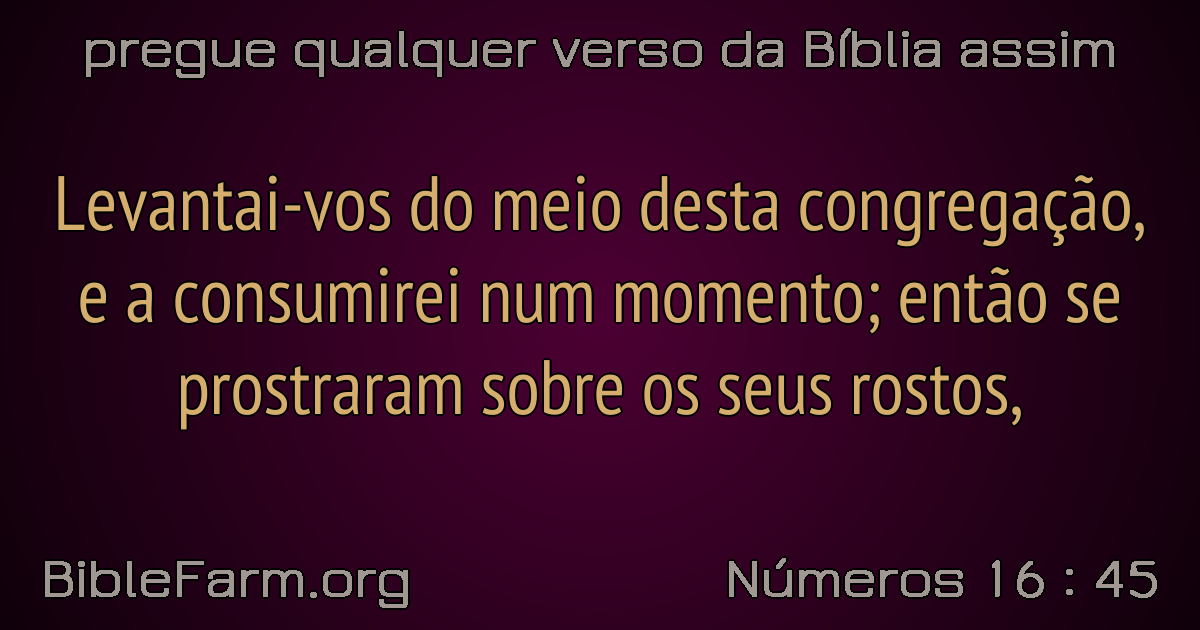 pregue qualquer verso da Bíblia assim
Levantai-vos do meio desta congregação,
e a consumirei num momento; então se
prostraram sobre os seus rostos,
BibleFarm.org
Números 16 : 45